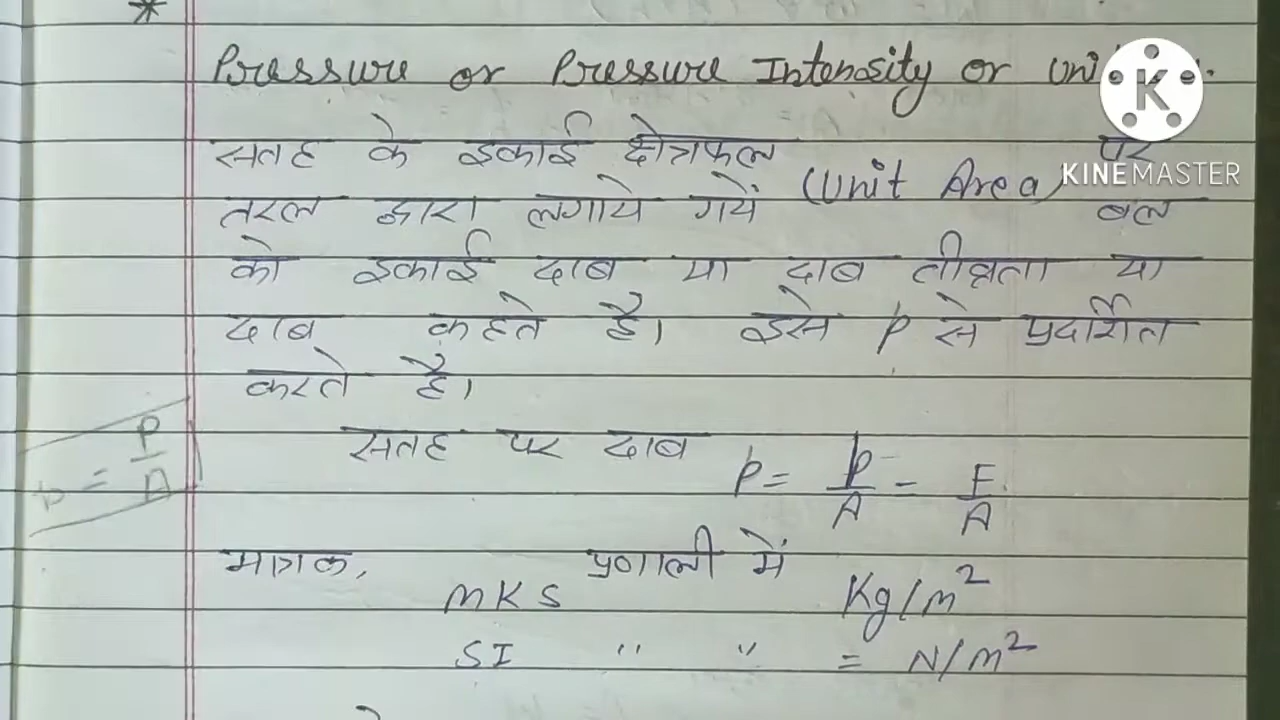 *
Pressure or Pressure Intensity or Unit
सतह के इकाई क्षेत्रफल (Unit Area) पर
तरल द्वारा लगाये गयें बल
को इकाई दाब या दाब तीव्रता या
दाब कहते है। इसे p से प्रदर्शित
करते है।
सतह पर दाब p = p/A = F/A
p = P/A
मात्रक, MKS प्रणाली में Kg/m²
SI " " = N/m²
K
KINEMASTER